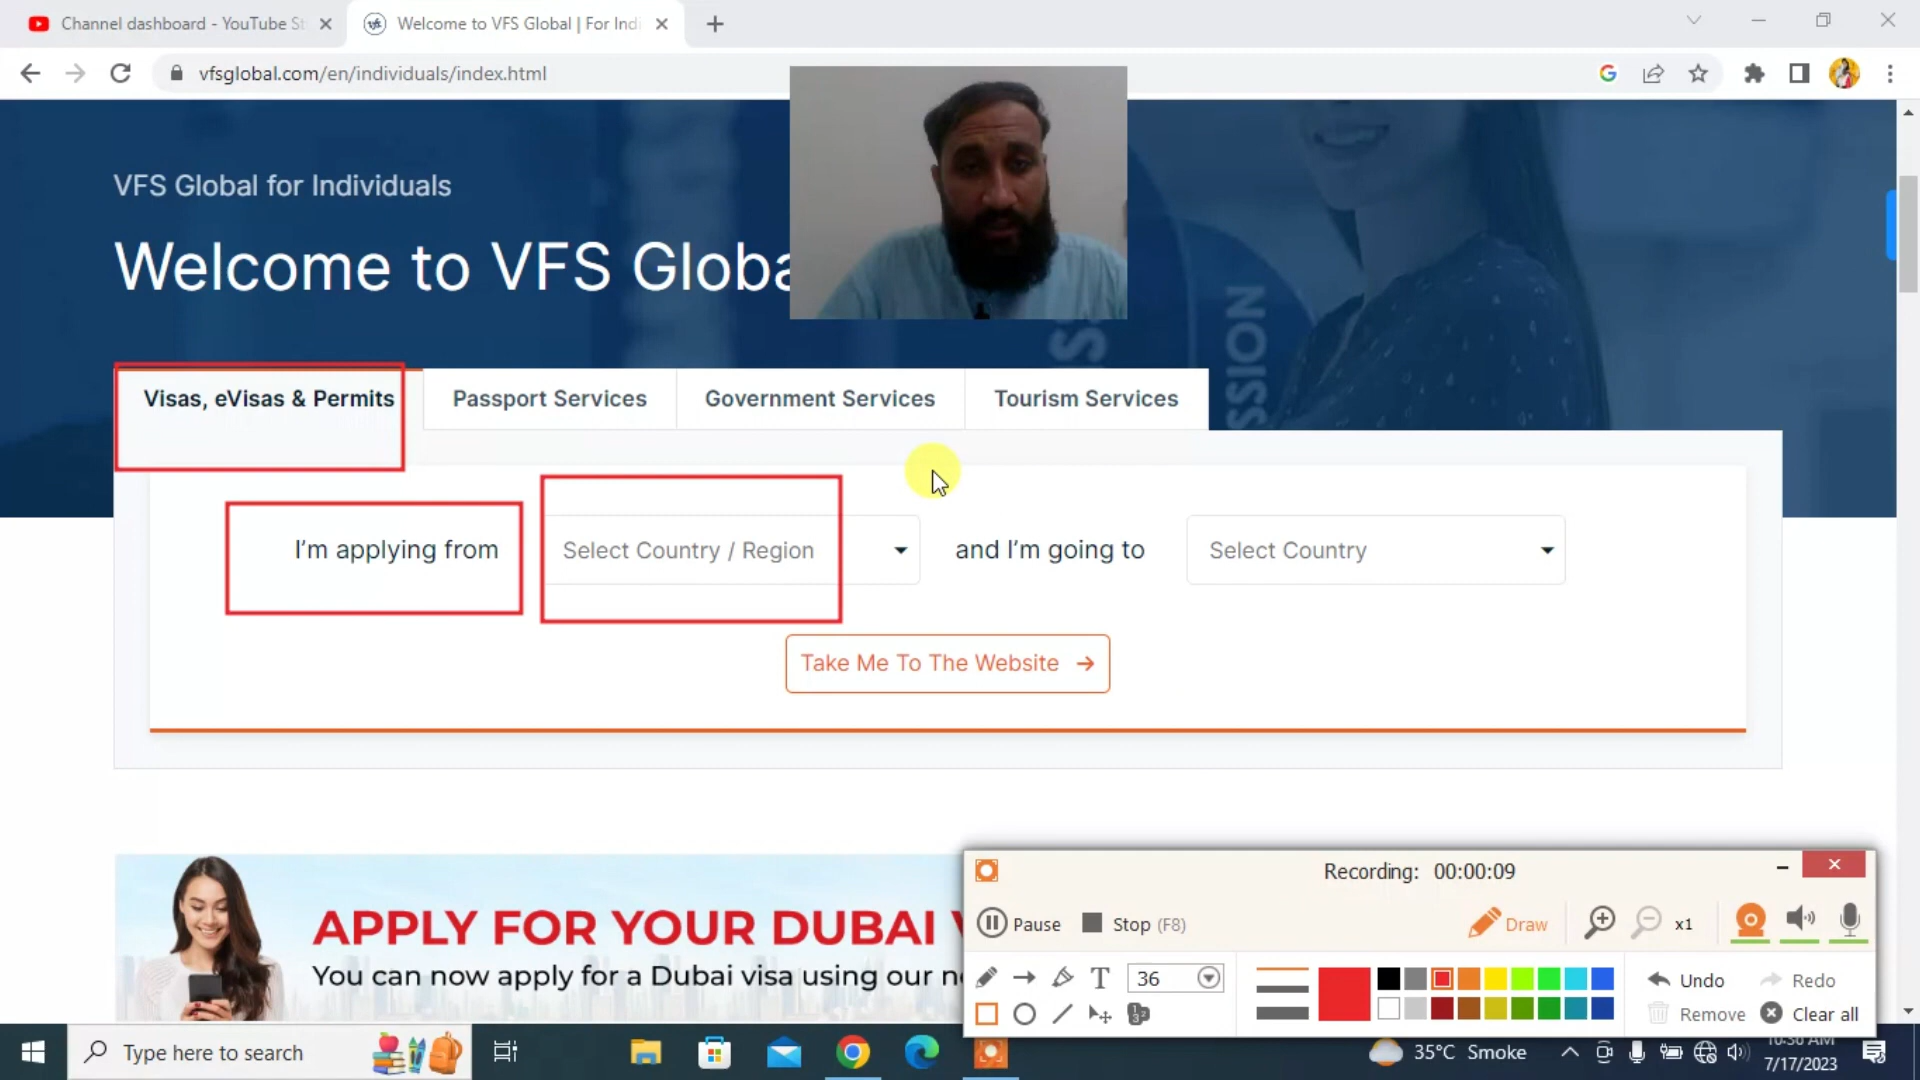 Channel dashboard - YouTube St
Welcome to VFS Global | For Indi
vfsglobal.com/en/individuals/index.html
VFS Global for Individuals
Welcome to VFS Globa
SSION
Visas, eVisas & Permits
Passport Services
Government Services
Tourism Services
I'm applying from
Select Country / Region
and I'm going to
Select Country
Take Me To The Website →
APPLY FOR YOUR DUBAI V
You can now apply for a Dubai visa using our n
Recording: 00:00:09
Pause
Stop (F8)
Draw
x1
T
36
Undo
Redo
Remove
Clear all
Type here to search
35°C Smoke
10:36 AM
7/17/2023